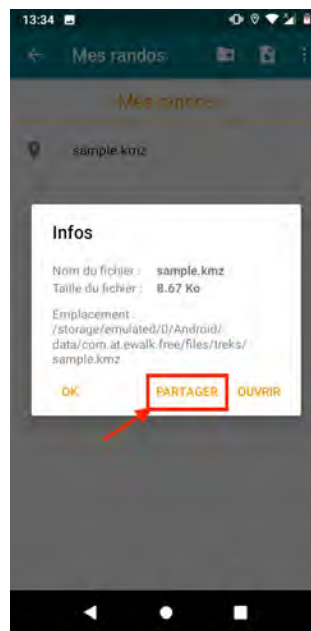 13:34
Mes randos
Mes randos
sample.kmz
Infos
Nom du fichier : sample.kmz
Taille du fichier : 8.67 Ko
Emplacement :
/storage/emulated/0/Android/
data/com.at.ewalk.free/files/treks/
sample.kmz
OK PARTAGER OUVRIR